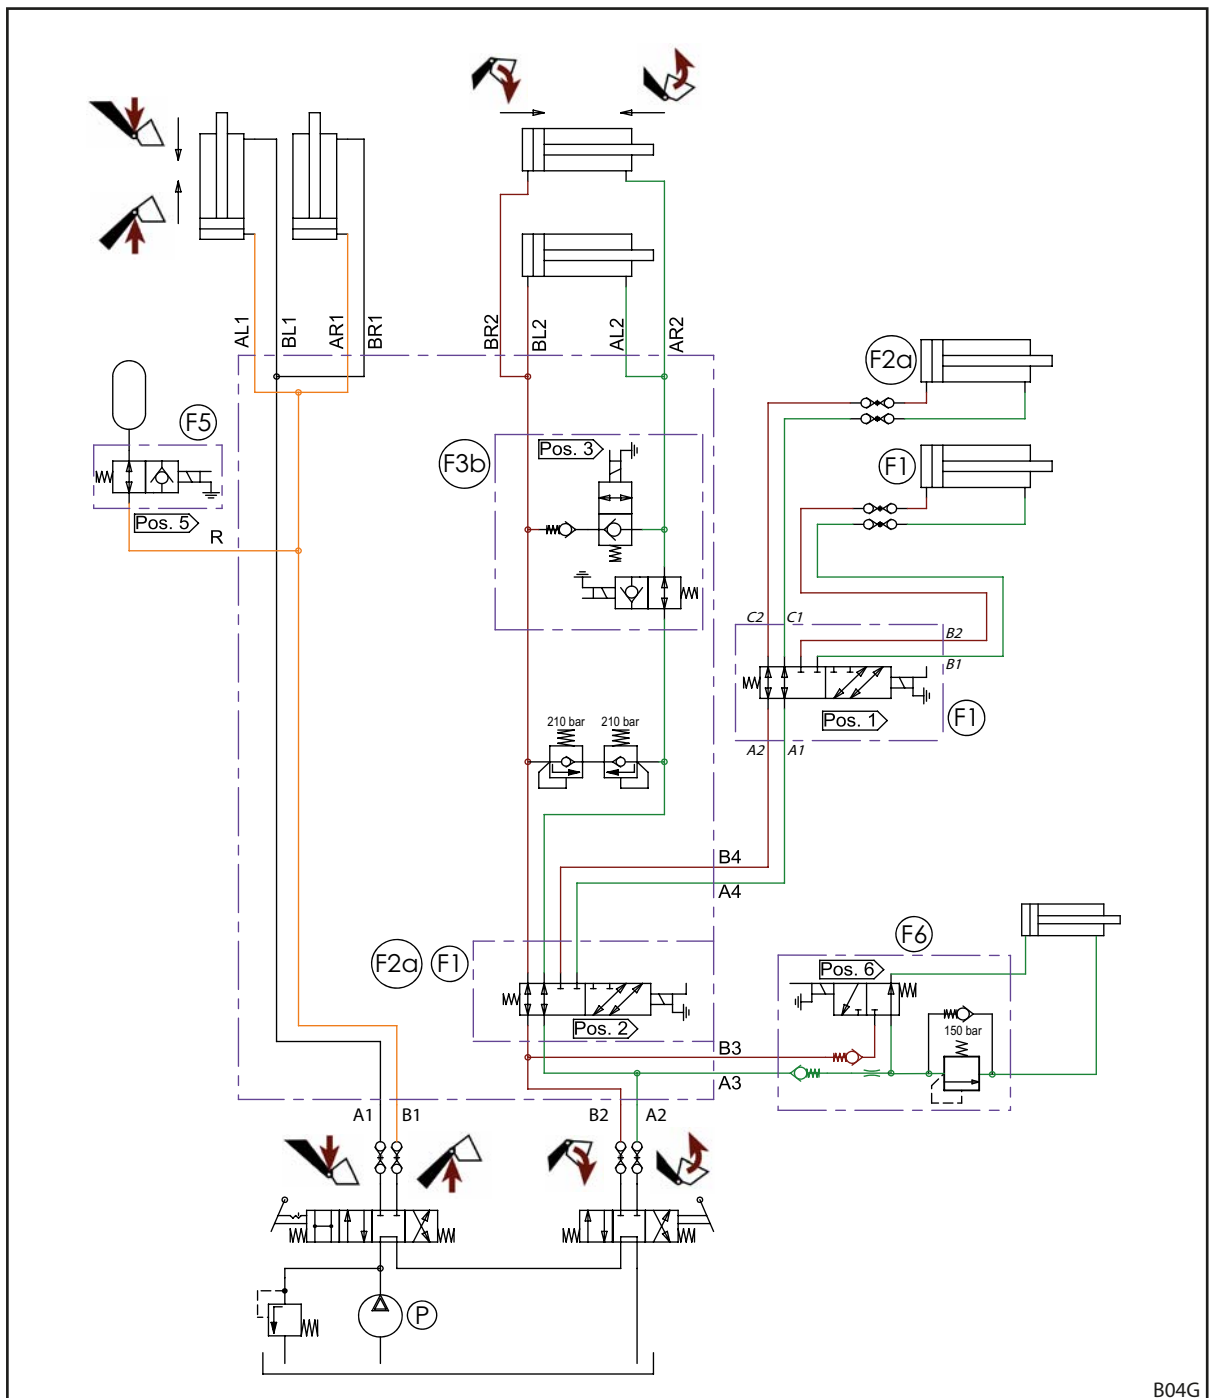 AL1
BL1
AR1
BR1
BR2
BL2
AL2
AR2
F2a
F5
F3b
Pos. 3
F1
Pos. 5
R
C2
C1
B2
B1
Pos. 1
F1
210 bar
210 bar
A2
A1
B4
A4
F2a
F1
F6
Pos. 6
Pos. 2
150 bar
B3
A3
A1
B1
B2
A2
P
B04G